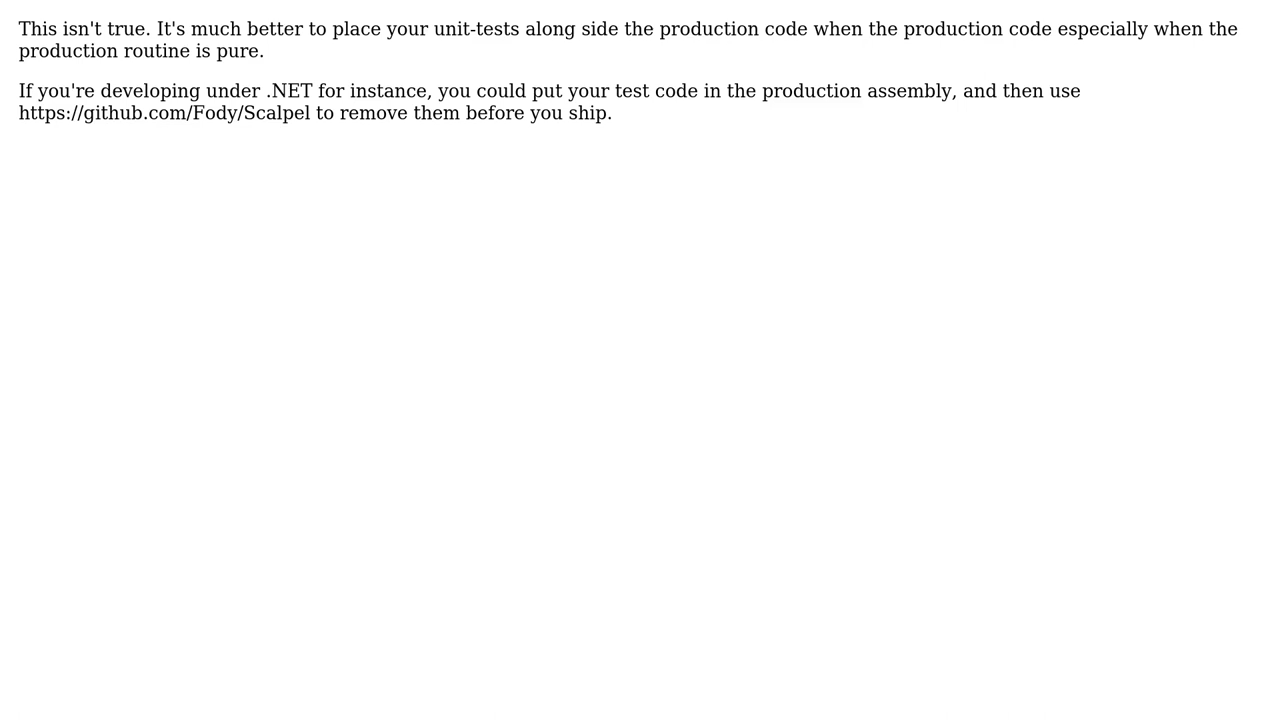 This isn't true. It's much better to place your unit-tests along side the production code when the production code especially when the
production routine is pure.
If you're developing under .NET for instance, you could put your test code in the production assembly, and then use
https://github.com/Fody/Scalpel to remove them before you ship.